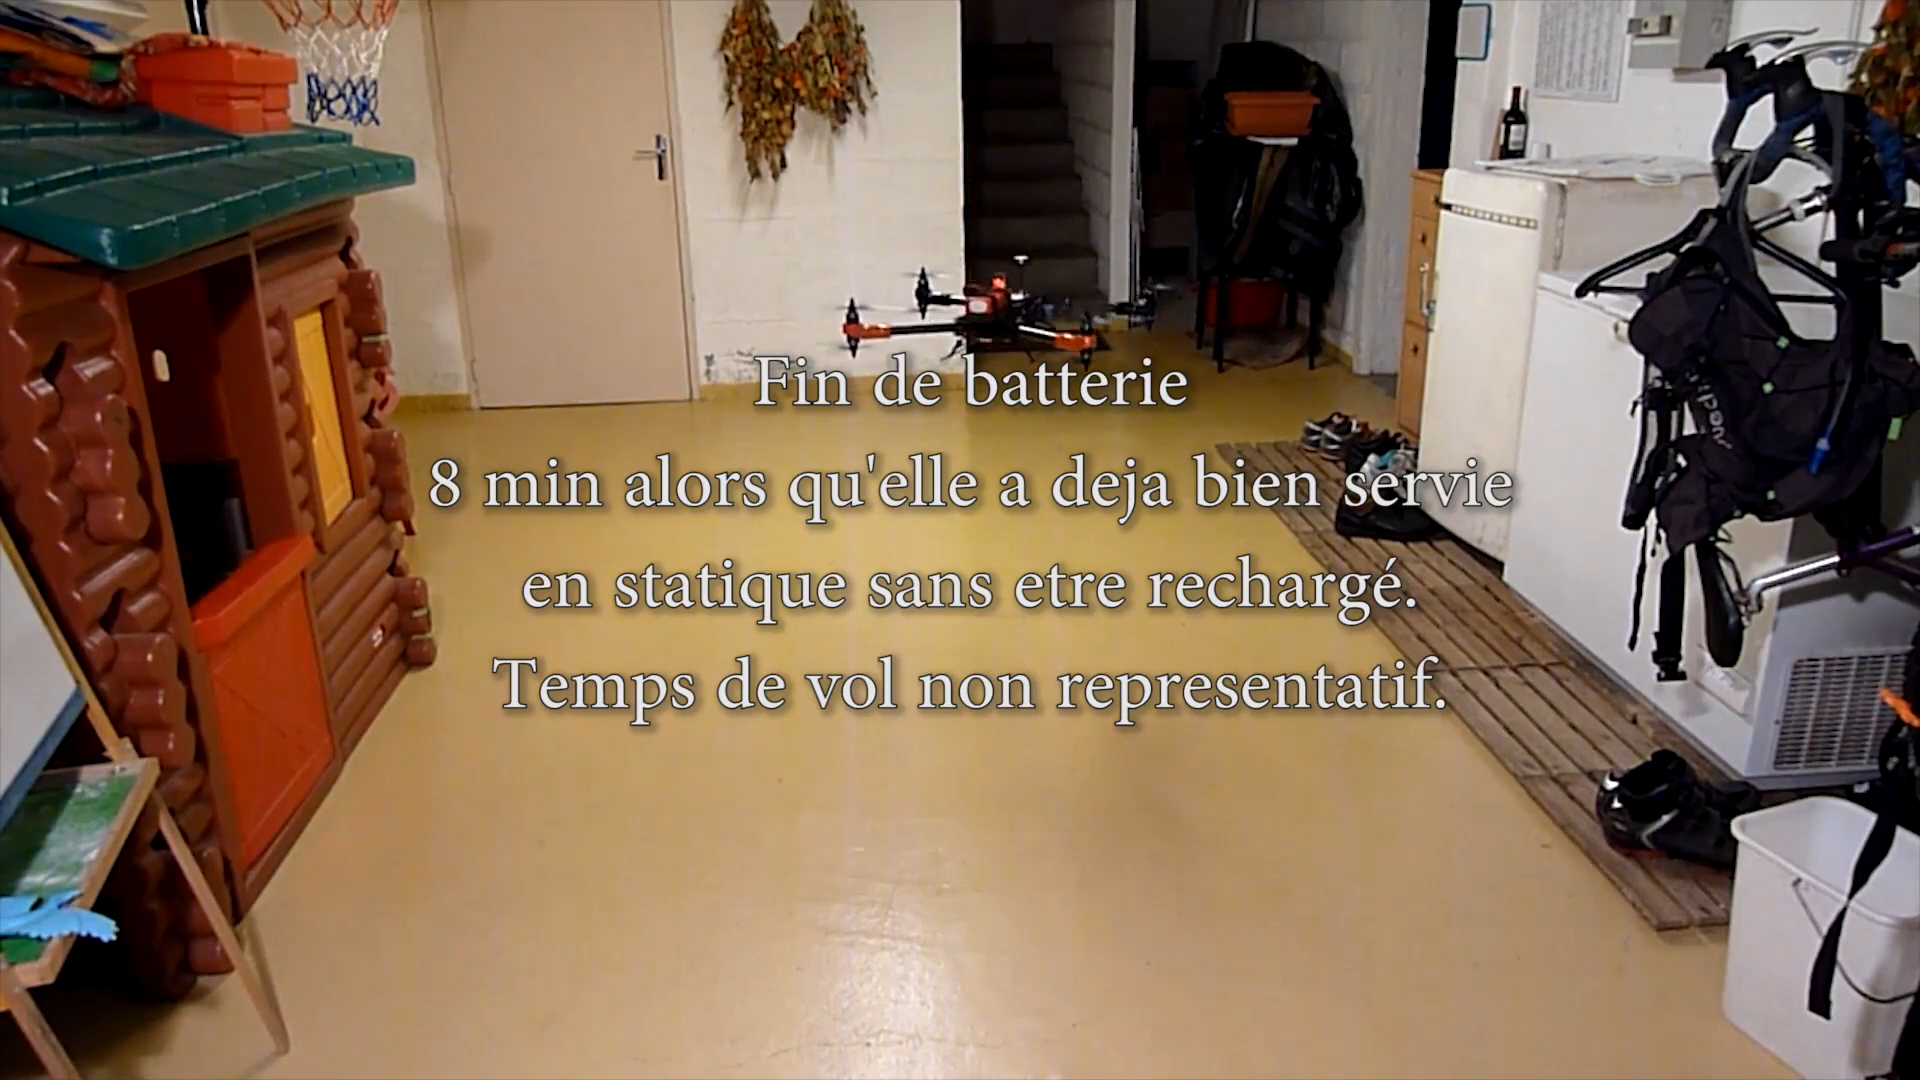 Fin de batterie
8 min alors qu'elle a deja bien servie
en statique sans etre rechargé.
Temps de vol non representatif.